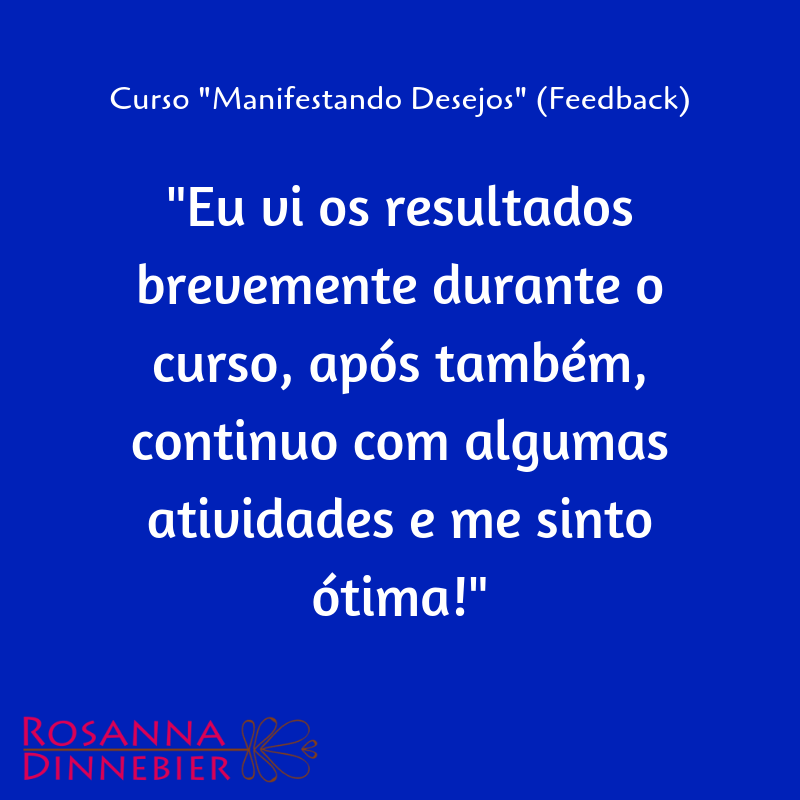 Curso "Manifestando Desejos" (Feedback)
"Eu vi os resultados
brevemente durante o
curso, após também,
continuo com algumas
atividades e me sinto
ótima!"
ROSANNA
DINNEBIER